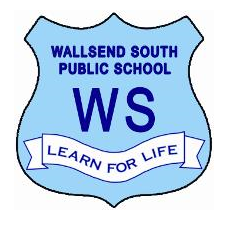 WALLSEND SOUTH
PUBLIC SCHOOL
WS
LEARN FOR LIFE